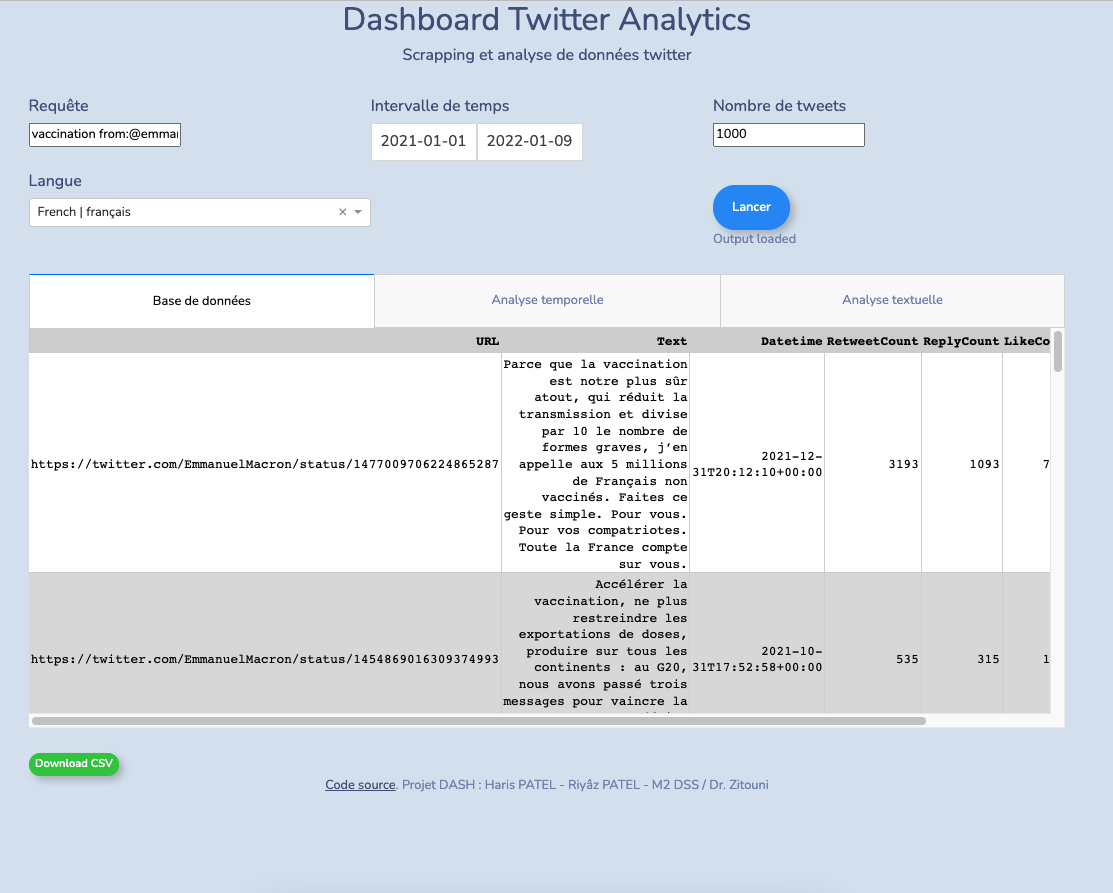 Dashboard Twitter Analytics
Scrapping et analyse de données twitter
Requête
Intervalle de temps
Nombre de tweets
vaccination from:@emma
2021-01-01
2022-01-09
1000
Langue
French | français
×
Lancer
Output loaded
Base de données
Analyse temporelle
Analyse textuelle
URL
Text
Datetime
RetweetCount
ReplyCount
LikeCo
https://twitter.com/EmmanuelMacron/status/1477009706224865287
Parce que la vaccination
est notre plus sûr
atout, qui réduit la
transmission et divise
par 10 le nombre de
formes graves, j’en
appelle aux 5 millions
de Français non
vaccinés. Faites ce
geste simple. Pour vous.
Pour vos compatriotes.
Toute la France compte
sur vous.
2021-12-
31T20:12:10+00:00
3193
1093
7
https://twitter.com/EmmanuelMacron/status/1454869016309374993
Accélérer la
vaccination, ne plus
restreindre les
exportations de doses,
produire sur tous les
continents : au G20,
nous avons passé trois
messages pour vaincre la
2021-10-
31T17:52:58+00:00
535
315
1
Download CSV
Code source. Projet DASH : Haris PATEL - Riyâz PATEL - M2 DSS / Dr. Zitouni